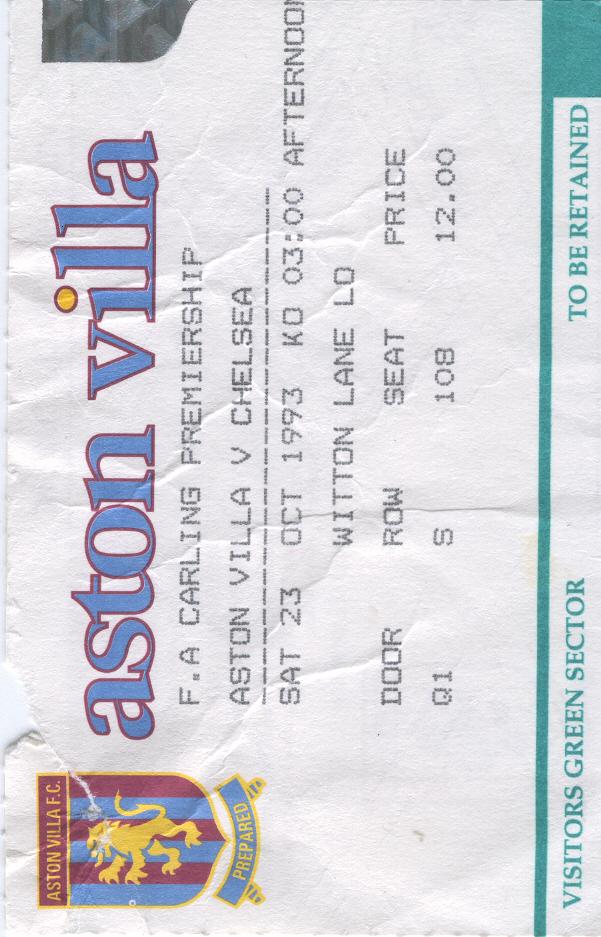 AVFC
aston villa
ASTON VILLA F.C.
PREPARED
F.A CARLING PREMIERSHIP
ASTON VILLA V CHELSEA
SAT 23 OCT 1993 KO 03:00 AFTERNOON
WITTON LANE LO
DOOR ROW SEAT PRICE
Q1 S 108 12.00
VISITORS GREEN SECTOR TO BE RETAINED